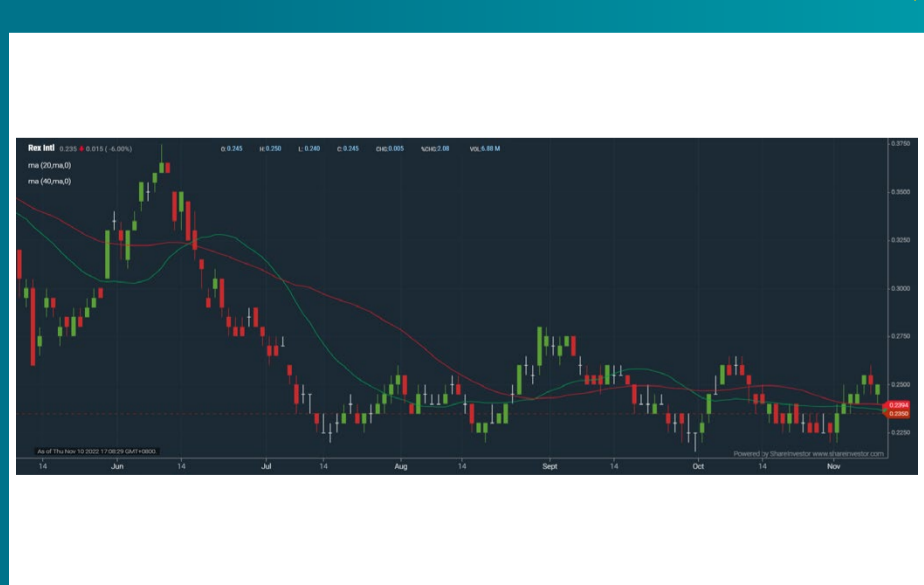 Rex Intl 0.235 0.015 ( -6.00%) O:0.245 H:0.250 L: 0.240 C: 0.245 CHG:0.005 %CHG:2.08 VOL:6.88 M
ma (20,ma,0)
ma (40,ma,0)
0.3750
0.3500
0.3250
0.3000
0.2750
0.2500
0.2394
0.2350
0.2250
As of Thu Nov 10 2022 17:08:29 GMT+0800.
Powered by ShareInvestor www.shareinvestor.com
14 Jun 14 Jul 14 Aug 14 Sept 14 Oct 14 Nov